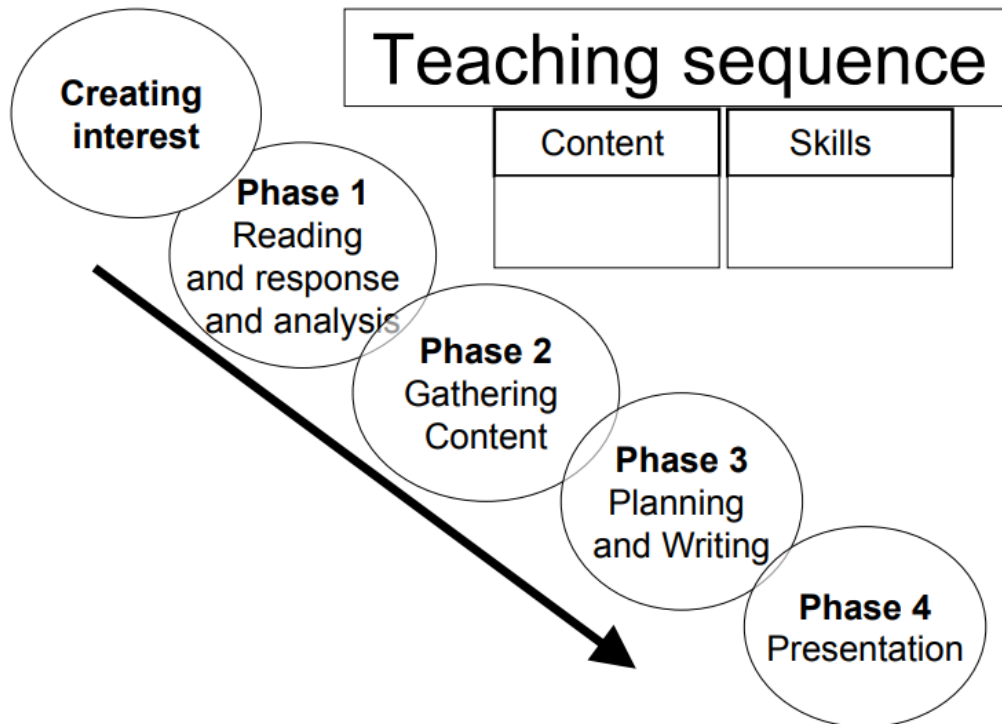 Teaching sequence
Content
Skills
Creating
interest
Phase 1
Reading
and response
and analysis
Phase 2
Gathering
Content
Phase 3
Planning
and Writing
Phase 4
Presentation